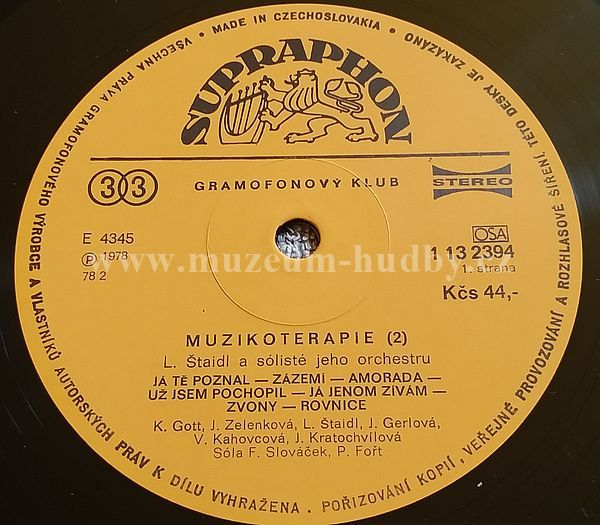 • MADE IN CZECHOSLOVAKIA • VŠECHNA PRÁVA GRAMOFONOVÉHO VÝROBCE A VLASTNÍKŮ AUTORSKÝCH PRÁV K DÍLU VYHRAŽENA. POŘIZOVÁNÍ KOPIÍ, VEŘEJNÉ PROVOZOVÁNÍ A ROZHLASOVÉ ŠÍŘENÍ TÉTO DESKY JE ZAKÁZÁNO
SUPRAPHON
33
GRAMOFONOVÝ KLUB
STEREO
E 4345
OSA
Ⓟ 1978
1 13 2394
www.muzeum-hudby.cz
78 2
1. strana
Kčs 44,-
MUZIKOTERAPIE (2)
L. Štaidl a sólisté jeho orchestru
JÁ TĚ POZNAL — ZÁZEMÍ — AMORADA —
UŽ JSEM POCHOPIL — JÁ JENOM ZÍVÁM —
ZVONY — ROVNICE
K. Gott, J. Zelenková, L. Štaidl, J. Gerlová,
V. Kahovcová, J. Kratochvílová
Sóla F. Slováček, P. Fořt